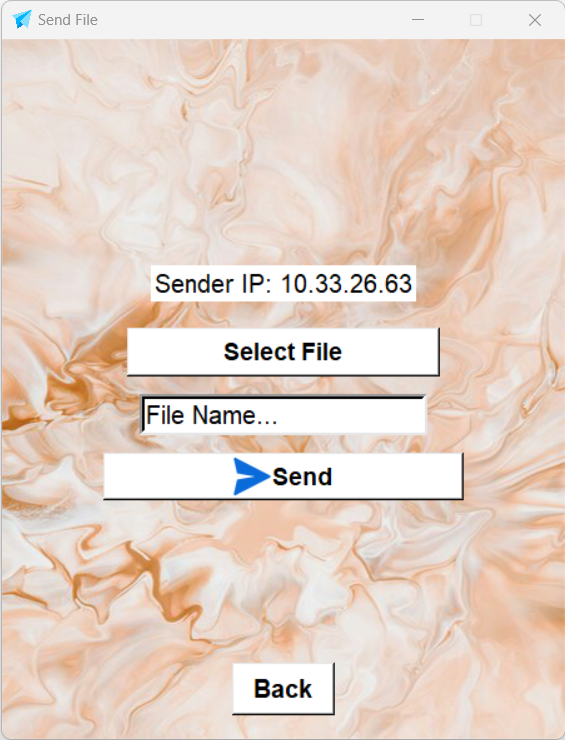 Send File
Sender IP: 10.33.26.63
Select File
File Name...
Send
Back